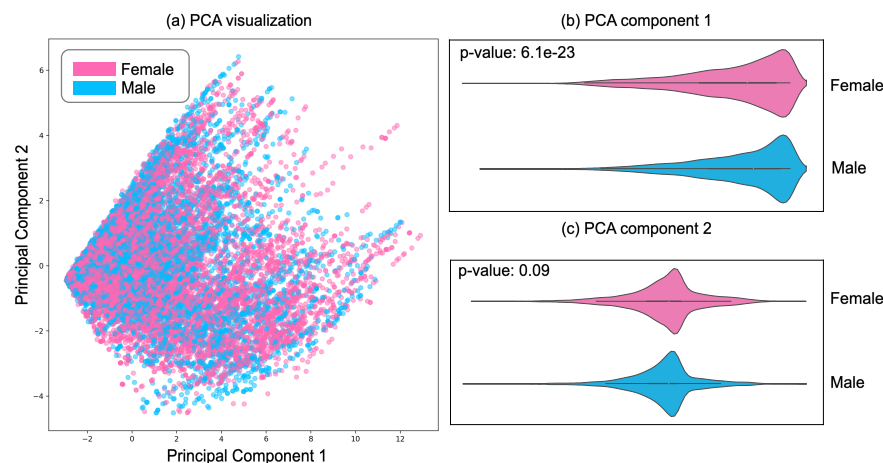 (a) PCA visualization
Female
Male
6
4
2
0
−2
−4
−2
0
2
4
6
8
10
12
Principal Component 2
Principal Component 1
(b) PCA component 1
p-value: 6.1e-23
Female
Male
(c) PCA component 2
p-value: 0.09
Female
Male